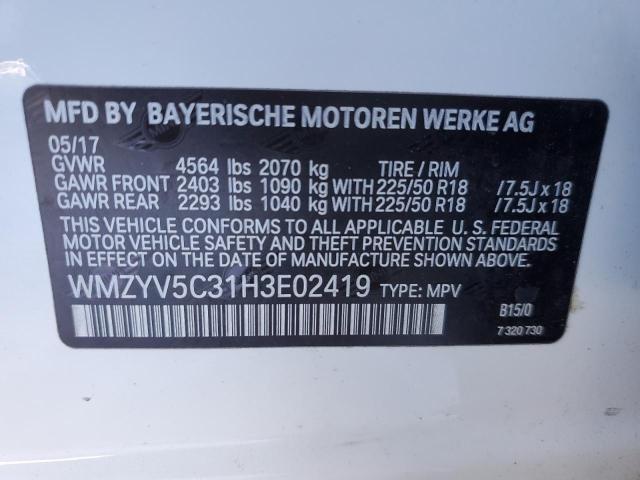 MFD BY BAYERISCHE MOTOREN WERKE AG
05/17
GVWR 4564 lbs 2070 kg TIRE / RIM
GAWR FRONT 2403 lbs 1090 kg WITH 225/50 R18 /7.5J x 18
GAWR REAR 2293 lbs 1040 kg WITH 225/50 R18 /7.5J x 18
THIS VEHICLE CONFORMS TO ALL APPLICABLE U. S. FEDERAL
MOTOR VEHICLE SAFETY AND THEFT PREVENTION STANDARDS
IN EFFECT ON THE DATE OF MANUFACTURE SHOWN ABOVE.
WMZYV5C31H3E02419 TYPE: MPV
B15/0
7 320 730